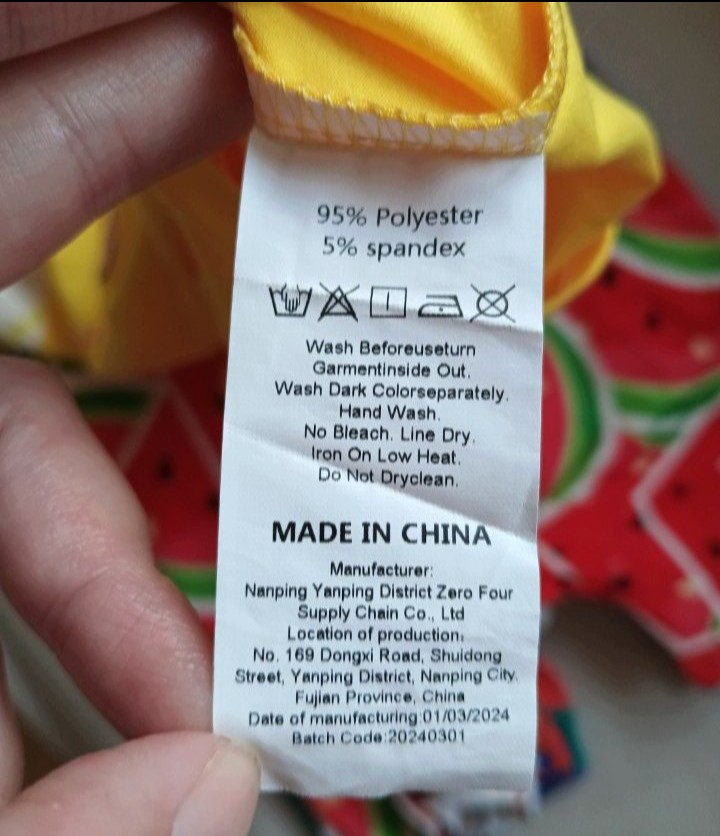 95% Polyester
5% spandex
Wash Beforeuseturn
Garmentinside Out.
Wash Dark Colorseparately.
Hand Wash.
No Bleach. Line Dry.
Iron On Low Heat.
Do Not Dryclean.
MADE IN CHINA
Manufacturer:
Nanping Yanping District Zero Four
Supply Chain Co., Ltd
Location of production:
No. 169 Dongxi Road, Shuidong
Street, Yanping District, Nanping City.
Fujian Province, China
Date of manufacturing:01/03/2024
Batch Code:20240301